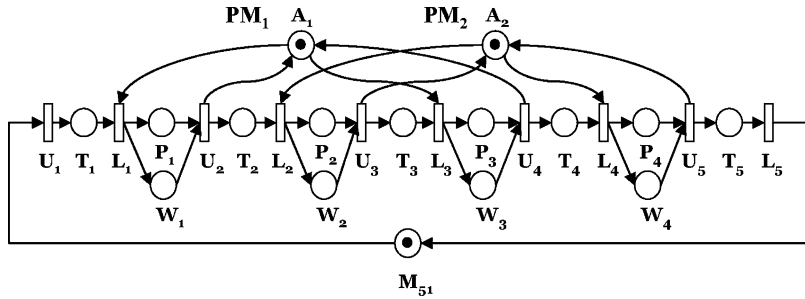 PM₁ A₁ PM₂ A₂
P₁ P₂ P₃ P₄
U₁ T₁ L₁ U₂ T₂ L₂ U₃ T₃ L₃ U₄ T₄ L₄ U₅ T₅ L₅
W₁ W₂ W₃ W₄
M₅₁